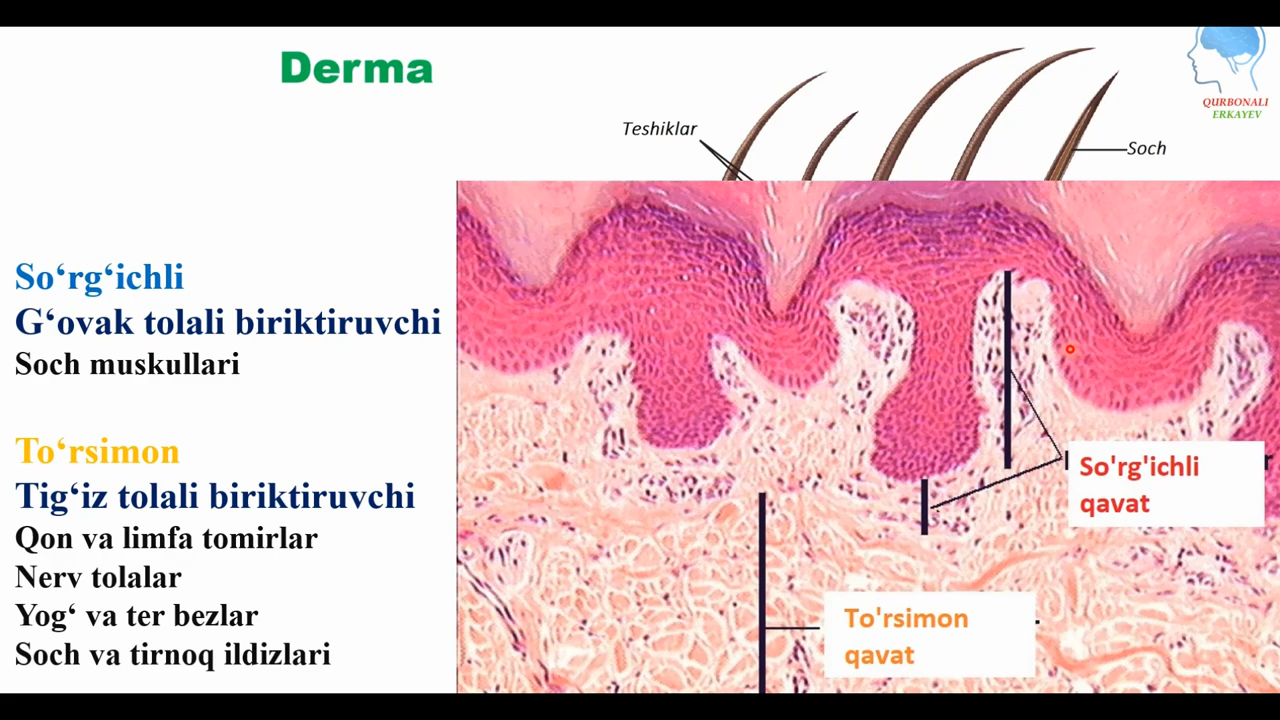 Derma
QURBONALI
ERKAYEV
Teshiklar
Soch
So‘rg‘ichli
G‘ovak tolali biriktiruvchi
Soch muskullari
To‘rsimon
Tig‘iz tolali biriktiruvchi
Qon va limfa tomirlar
Nerv tolalar
Yog‘ va ter bezlar
Soch va tirnoq ildizlari
So'rg'ichli
qavat
To'rsimon
qavat